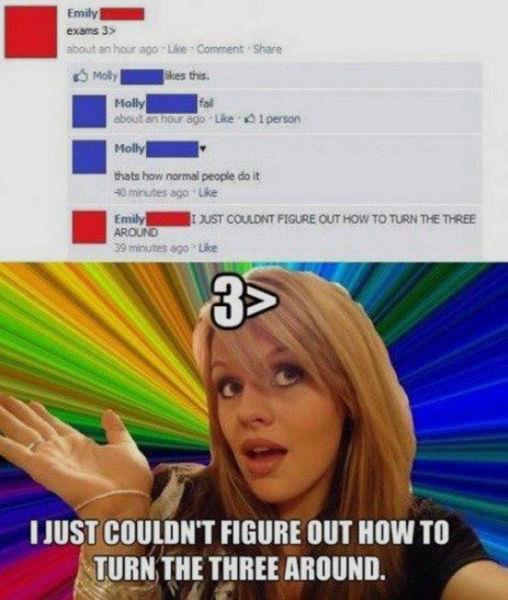 Emily
exams 3>
about an hour ago · Like · Comment · Share
Molly likes this.
Molly fail
about an hour ago · Like · 1 person
Molly ♥
thats how normal people do it
40 minutes ago · Like
Emily I JUST COULDNT FIGURE OUT HOW TO TURN THE THREE
AROUND
39 minutes ago · Like
3>
I JUST COULDN'T FIGURE OUT HOW TO
TURN THE THREE AROUND.